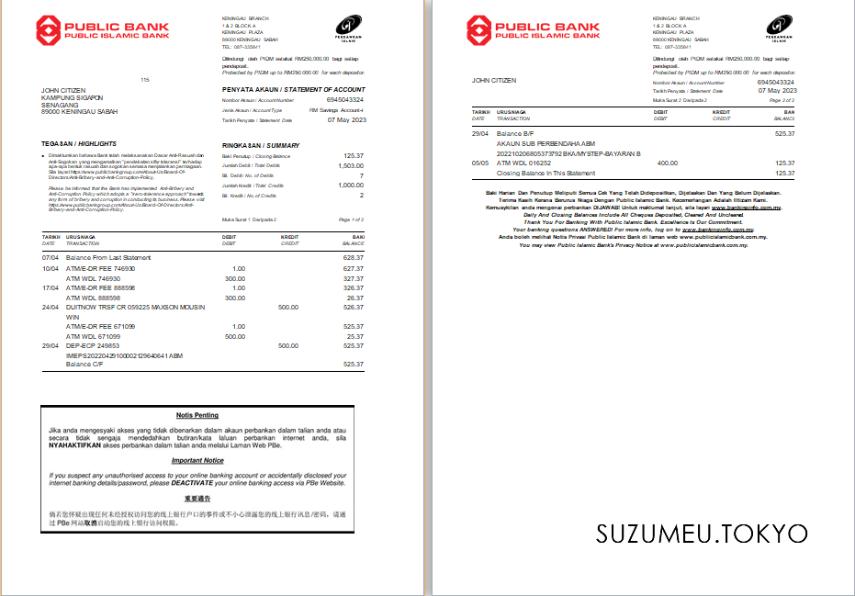 PUBLIC BANK
PUBLIC ISLAMIC BANK
KENINGAU BRANCH
1 & 2 BLOCK A
KENINGAU PLAZA
89000 KENINGAU SABAH
TEL: 087-335941
PERBANKAN
ISLAMIK
Dilindungi oleh PIDM setakat RM250,000.00 bagi setiap
pendeposit.
Protected by PIDM up to RM250,000.00 for each depositor
115
JOHN CITIZEN
KAMPUNG SIGAPON
SENAGANG
89000 KENINGAU SABAH
PENYATA AKAUN / STATEMENT OF ACCOUNT
Nombor Akaun / Account Number 6945043324
Jenis Akaun / Account Type RM Savings Account-i
Tarikh Penyata / Statement Date 07 May 2023
TEGASAN / HIGHLIGHTS
Please be informed that the Bank has implemented Anti-Bribery and
Anti-Corruption Policy which adopts a "zero-tolerance approach" towards
any form of bribery and corruption in conducting its business. Please visit
RINGKASAN / SUMMARY
Baki Penutup / Closing Balance 125.37
Jumlah Debit / Total Debits 1,503.00
Bil. Debit / No. of Debits 7
Jumlah Kredit / Total Credits 1,000.00
Bil. Kredit / No. of Credits 2
Muka Surat 1 Daripada 2 Page 1 of 2
TARIKH URUSNIAGA DEBIT KREDIT BAKI
DATE TRANSACTION DEBIT CREDIT BALANCE
07/04 Balance From Last Statement 628.37
10/04 ATM/E-DR FEE 746930 1.00 627.37
ATM WDL 746930 300.00 327.37
17/04 ATM/E-DR FEE 888598 1.00 326.37
ATM WDL 888598 300.00 26.37
24/04 DUITNOW TRSF CR 059225 MAXSON MOUSIN 500.00 526.37
WIN
ATM/E-DR FEE 671099 1.00 525.37
ATM WDL 671099 500.00 25.37
29/04 DEP-ECP 249853 500.00 525.37
IMEPS20220429100002129640641 ABM
Balance C/F 525.37
Notis Penting
Jika anda mengesyaki akses yang tidak dibenarkan dalam akaun perbankan dalam talian anda atau
secara tidak sengaja mendedahkan butiran/kata laluan perbankan internet anda, sila
NYAHAKTIFKAN akses perbankan dalam talian anda melalui Laman Web PBe.
Important Notice
If you suspect any unauthorised access to your online banking account or accidentally disclosed your
internet banking details/password, please DEACTIVATE your online banking access via PBe Website.
重要通告
倘若您怀疑出现任何未经授权访问您的线上银行户口的事件或不小心泄露您的线上银行讯息/密码，请通
过 PBe 网站取消启动您的线上银行访问权限。
PUBLIC BANK
PUBLIC ISLAMIC BANK
KENINGAU BRANCH
1 & 2 BLOCK A
KENINGAU PLAZA
89000 KENINGAU SABAH
TEL: 087-335941
PERBANKAN
ISLAMIK
Dilindungi oleh PIDM setakat RM250,000.00 bagi setiap
pendeposit.
Protected by PIDM up to RM250,000.00 for each depositor
JOHN CITIZEN
Nombor Akaun / Account Number 6945043324
Tarikh Penyata / Statement Date 07 May 2023
Muka Surat 2 Daripada 2 Page 2 of 2
TARIKH URUSNIAGA DEBIT KREDIT BAKI
DATE TRANSACTION DEBIT CREDIT BALANCE
29/04 Balance B/F 525.37
AKAUN SUB PERBENDAHA ABM
202210206805373792 BKA/MYSTEP-BAYARAN B
05/05 ATM WDL 016252 400.00 125.37
Closing Balance In This Statement 125.37
Baki Harian Dan Penutup Meliputi Semua Cek Yang Telah Didepositkan, Dijelaskan Dan Yang Belum Dijelaskan.
Terima Kasih Kerana Berurus Niaga Dengan Public Islamic Bank. Kecemerlangan Adalah Iltizam Kami.
Kemusykilan anda mengenai perbankan DIJAWAB! Untuk maklumat lanjut, sila layari www.bankinginfo.com.my.
Daily And Closing Balances Include All Cheques Deposited, Cleared And Uncleared.
Thank You For Banking With Public Islamic Bank. Excellence Is Our Commitment.
Your banking questions ANSWERED! For more info, log on to www.bankinginfo.com.my
Anda boleh melihat Notis Privasi Public Islamic Bank di laman web www.publicislamicbank.com.my.
You may view Public Islamic Bank's Privacy Notice at www.publicislamicbank.com.my.
SUZUMEU.TOKYO